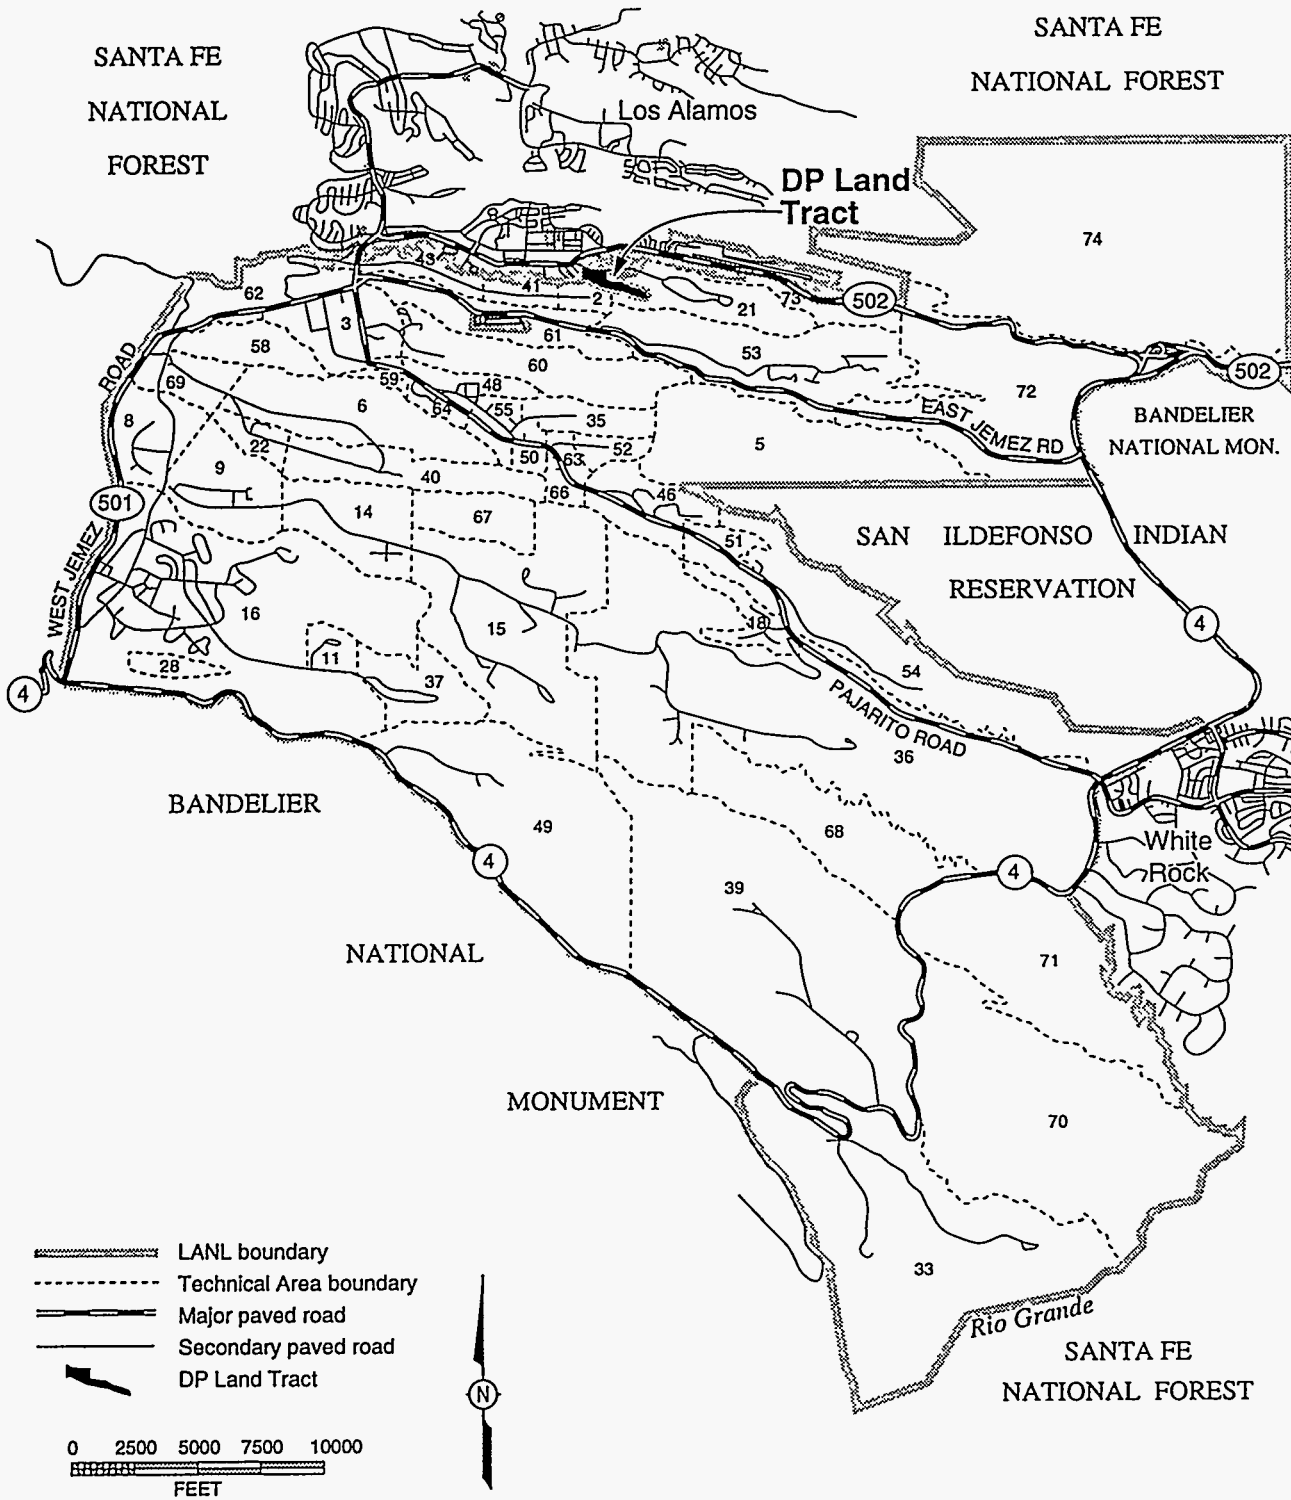 SANTA FE
NATIONAL
FOREST
SANTA FE
NATIONAL FOREST
Los Alamos
DP Land
Tract
74
43
62
41
2
21
73
502
3
61
58
60
53
502
ROAD
69
59
48
6
64
55
35
72
EAST JEMEZ RD
BANDELIER
NATIONAL MON.
8
22
9
50
63
52
5
40
66
46
501
14
67
51
SAN ILDEFONSO INDIAN
RESERVATION
WEST JEMEZ
16
15
18
4
28
11
37
54
4
PAJARITO ROAD
36
BANDELIER
49
68
White
Rock
4
4
39
NATIONAL
71
MONUMENT
70
33
Rio Grande
SANTA FE
NATIONAL FOREST
LANL boundary
Technical Area boundary
Major paved road
Secondary paved road
DP Land Tract
N
0 2500 5000 7500 10000
FEET